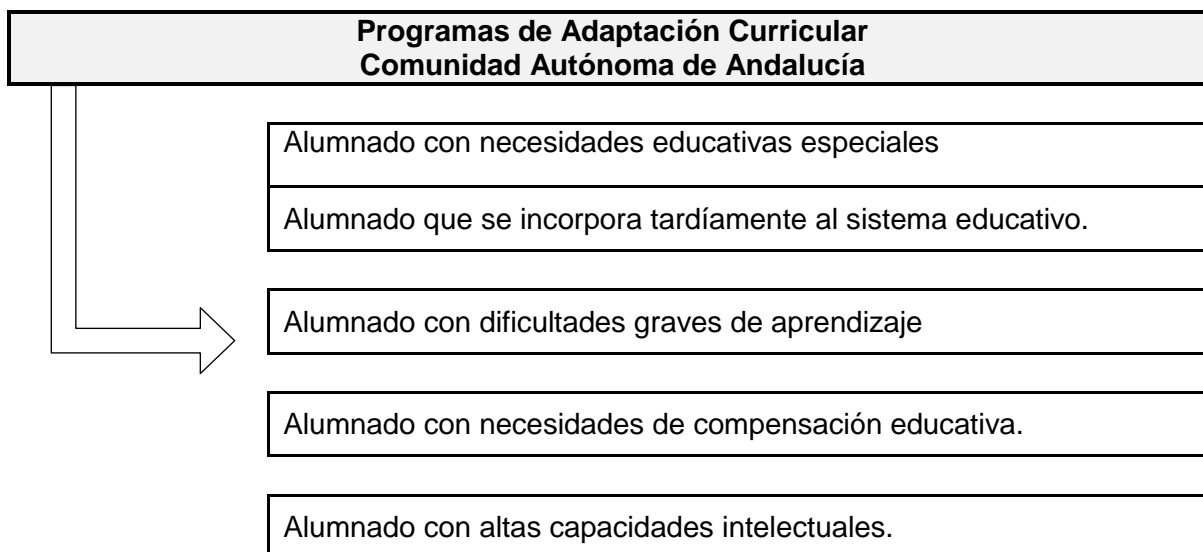 Programas de Adaptación Curricular
Comunidad Autónoma de Andalucía
Alumnado con necesidades educativas especiales
Alumnado que se incorpora tardíamente al sistema educativo.
Alumnado con dificultades graves de aprendizaje
Alumnado con necesidades de compensación educativa.
Alumnado con altas capacidades intelectuales.